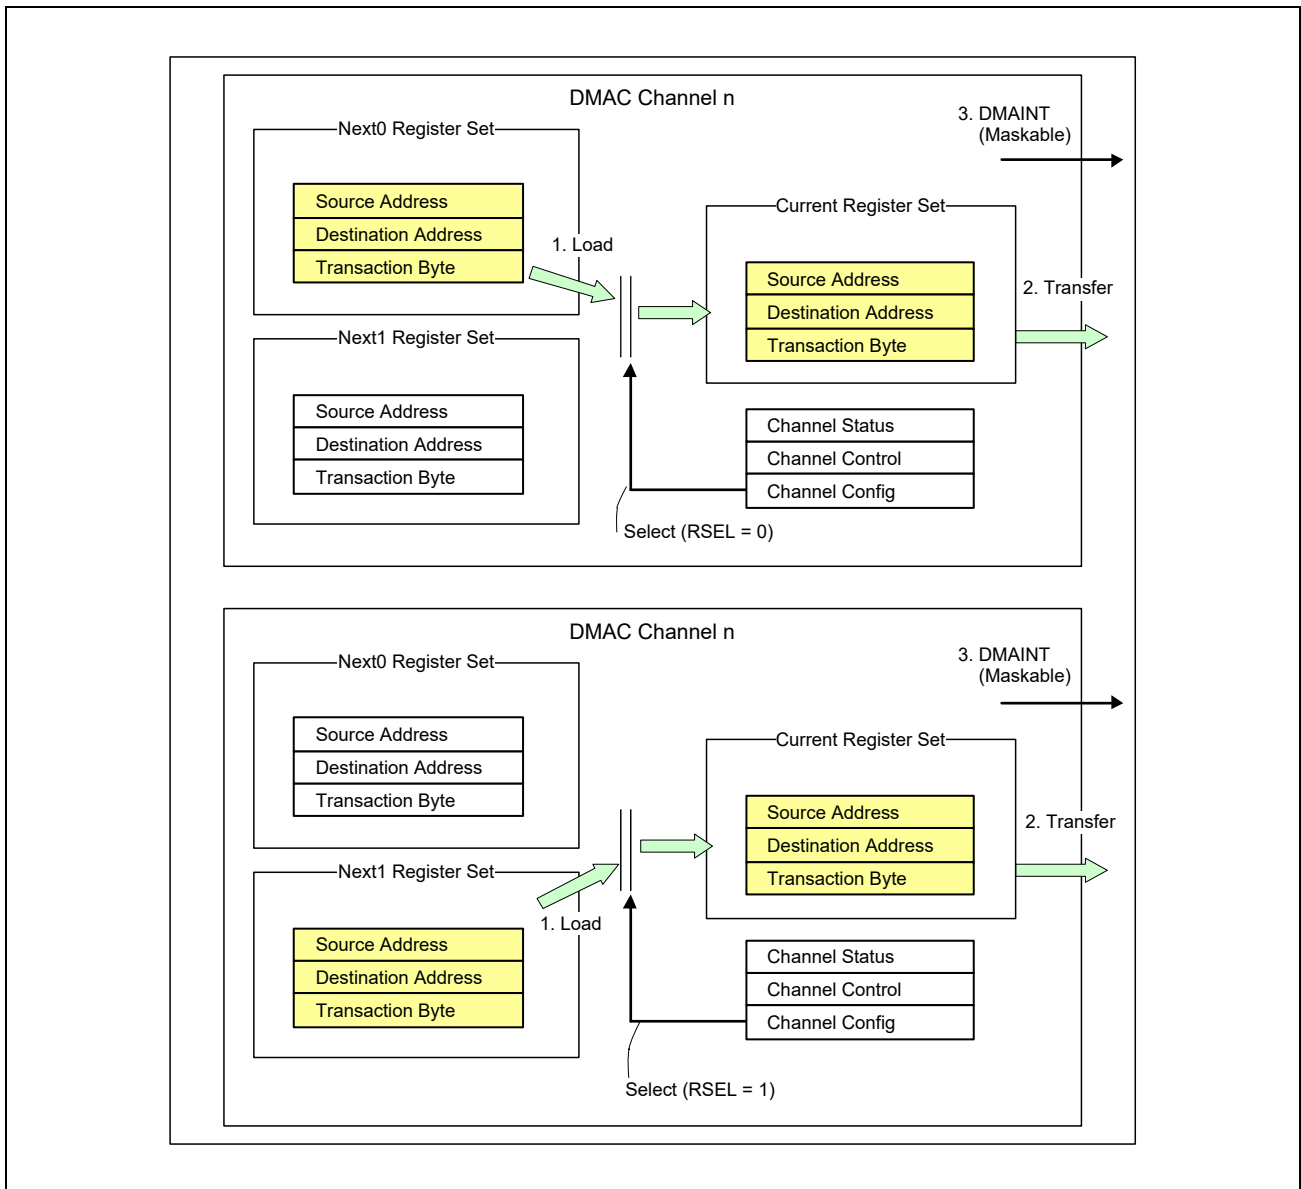 DMAC Channel n
3. DMAINT
(Maskable)
Next0 Register Set
Source Address
Destination Address
Transaction Byte
1. Load
Current Register Set
Source Address
Destination Address
Transaction Byte
2. Transfer
Next1 Register Set
Source Address
Destination Address
Transaction Byte
Channel Status
Channel Control
Channel Config
Select (RSEL = 0)
DMAC Channel n
3. DMAINT
(Maskable)
Next0 Register Set
Source Address
Destination Address
Transaction Byte
Current Register Set
Source Address
Destination Address
Transaction Byte
2. Transfer
Next1 Register Set
1. Load
Source Address
Destination Address
Transaction Byte
Channel Status
Channel Control
Channel Config
Select (RSEL = 1)